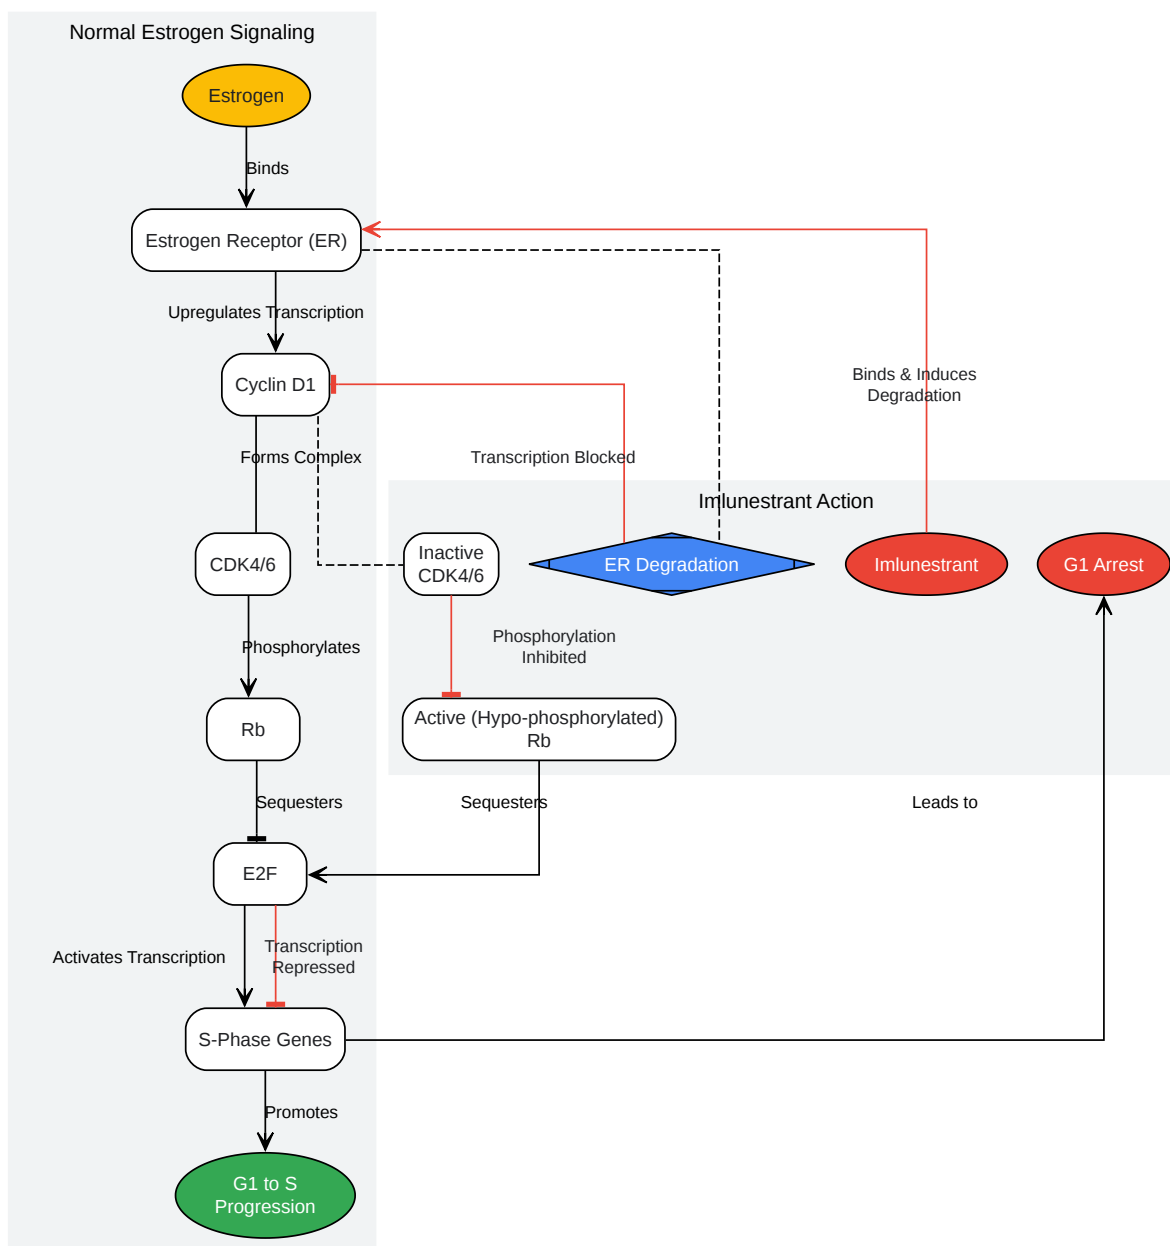 Normal Estrogen Signaling
Estrogen
Binds
Estrogen Receptor (ER)
Upregulates Transcription
Cyclin D1
Binds & Induces
Degradation
Forms Complex
Transcription Blocked
Imlunestrant Action
CDK4/6
Inactive
CDK4/6
ER Degradation
Imlunestrant
G1 Arrest
Phosphorylates
Phosphorylation
Inhibited
Rb
Active (Hypo-phosphorylated)
Rb
Sequesters
Sequesters
Leads to
E2F
Activates Transcription
Transcription
Repressed
S-Phase Genes
Promotes
G1 to S
Progression